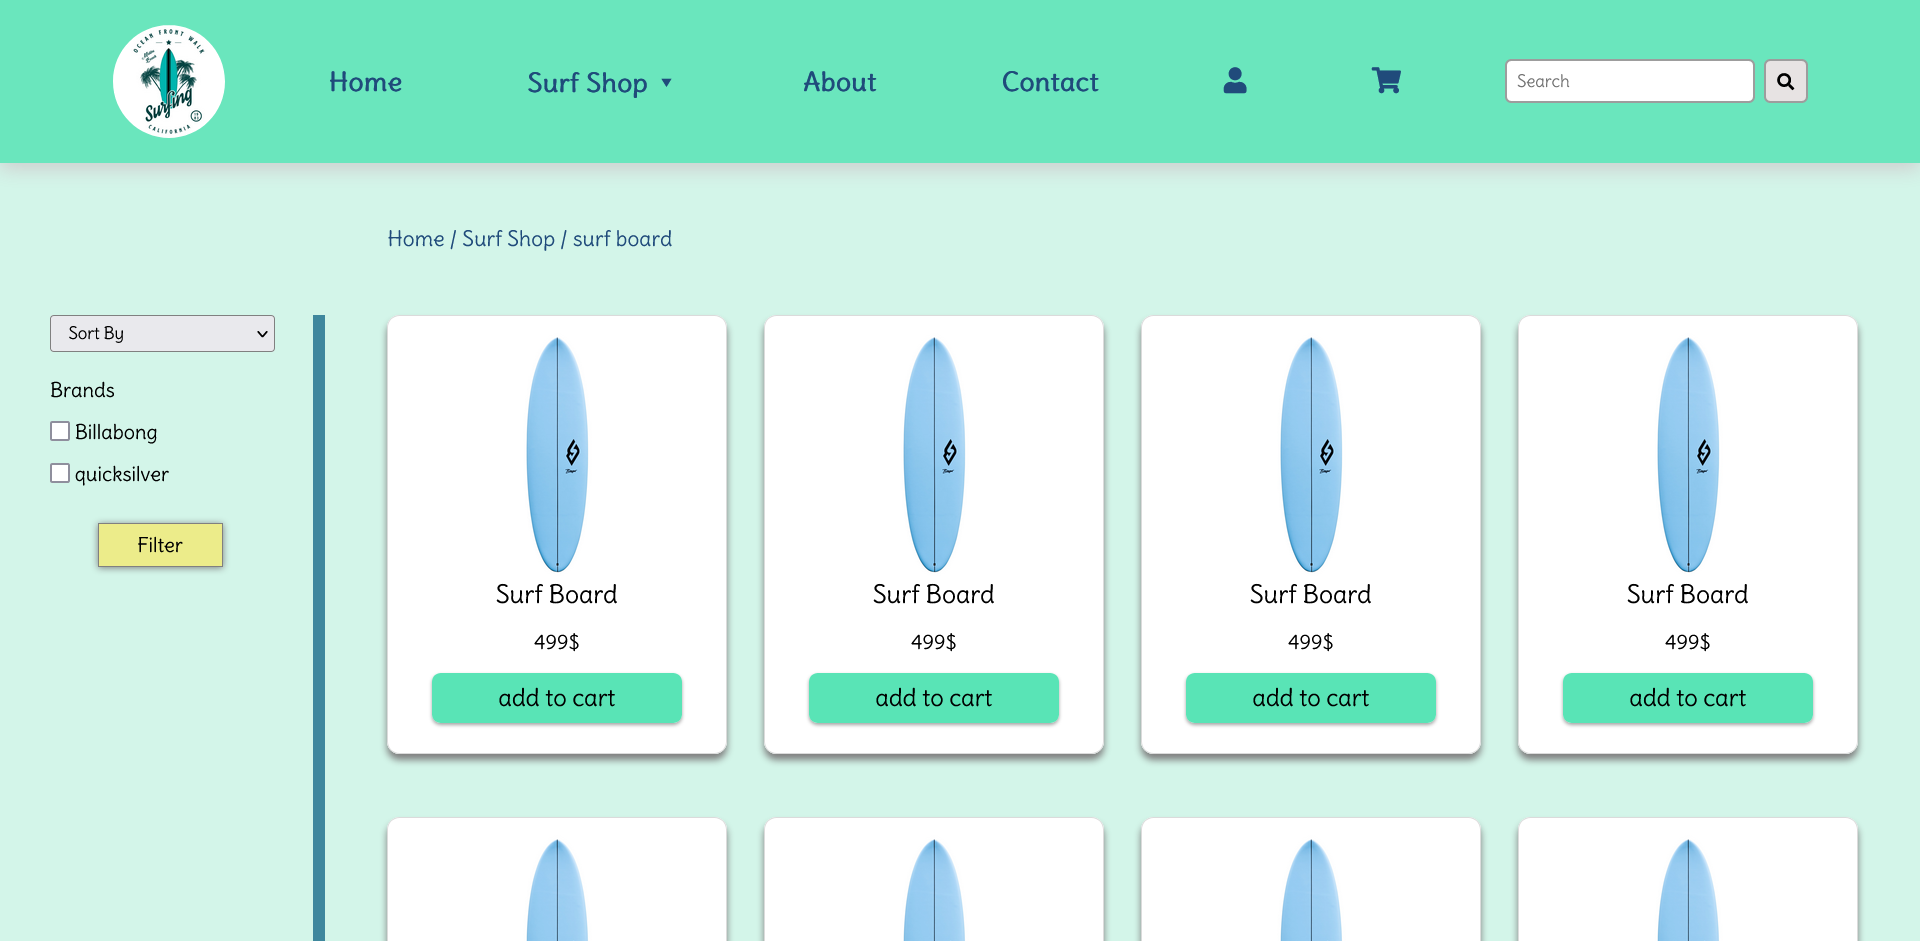 OCEAN FRONT WALK
Surfing
CALIFORNIA
Home
Surf Shop ▾
About
Contact
Search
Home / Surf Shop / surf board
Sort By
Brands
Billabong
quicksilver
Filter
Surf Board
499$
add to cart
Surf Board
499$
add to cart
Surf Board
499$
add to cart
Surf Board
499$
add to cart